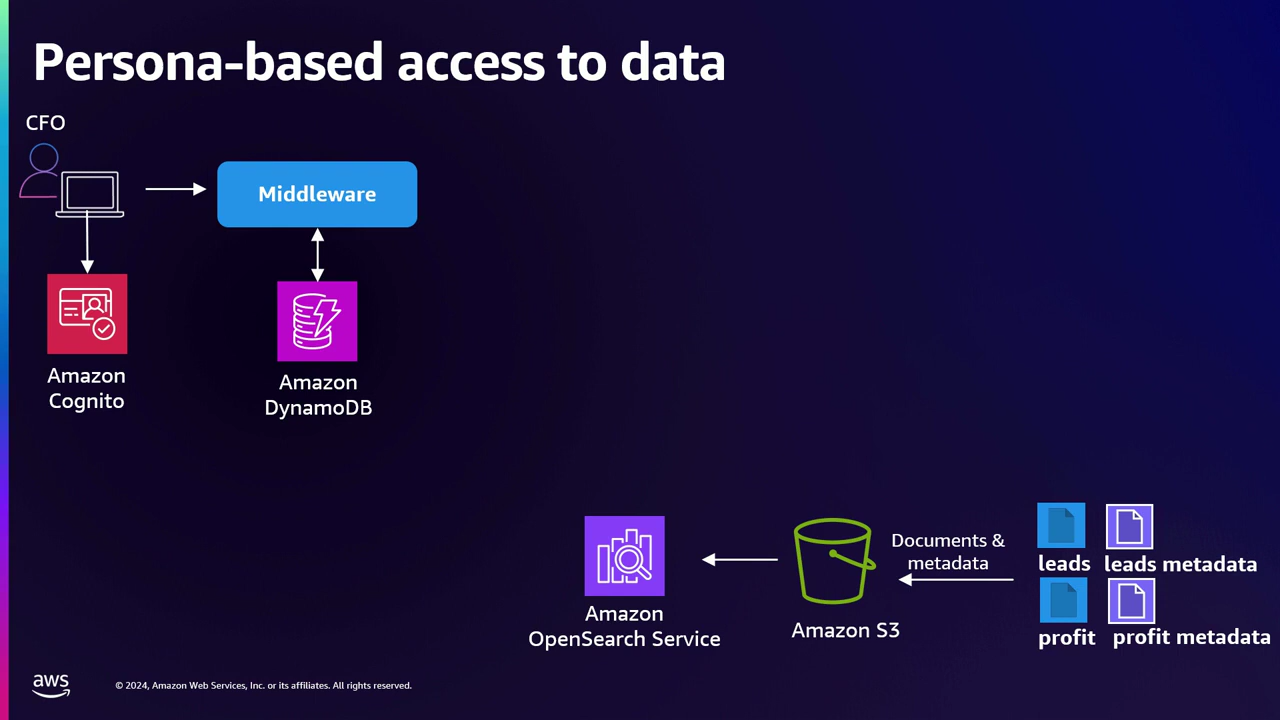 Persona-based access to data
CFO
Middleware
Amazon
Cognito
Amazon
DynamoDB
Documents &
metadata
leads
leads metadata
profit
profit metadata
Amazon
OpenSearch Service
Amazon S3
aws
© 2024, Amazon Web Services, Inc. or its affiliates. All rights reserved.